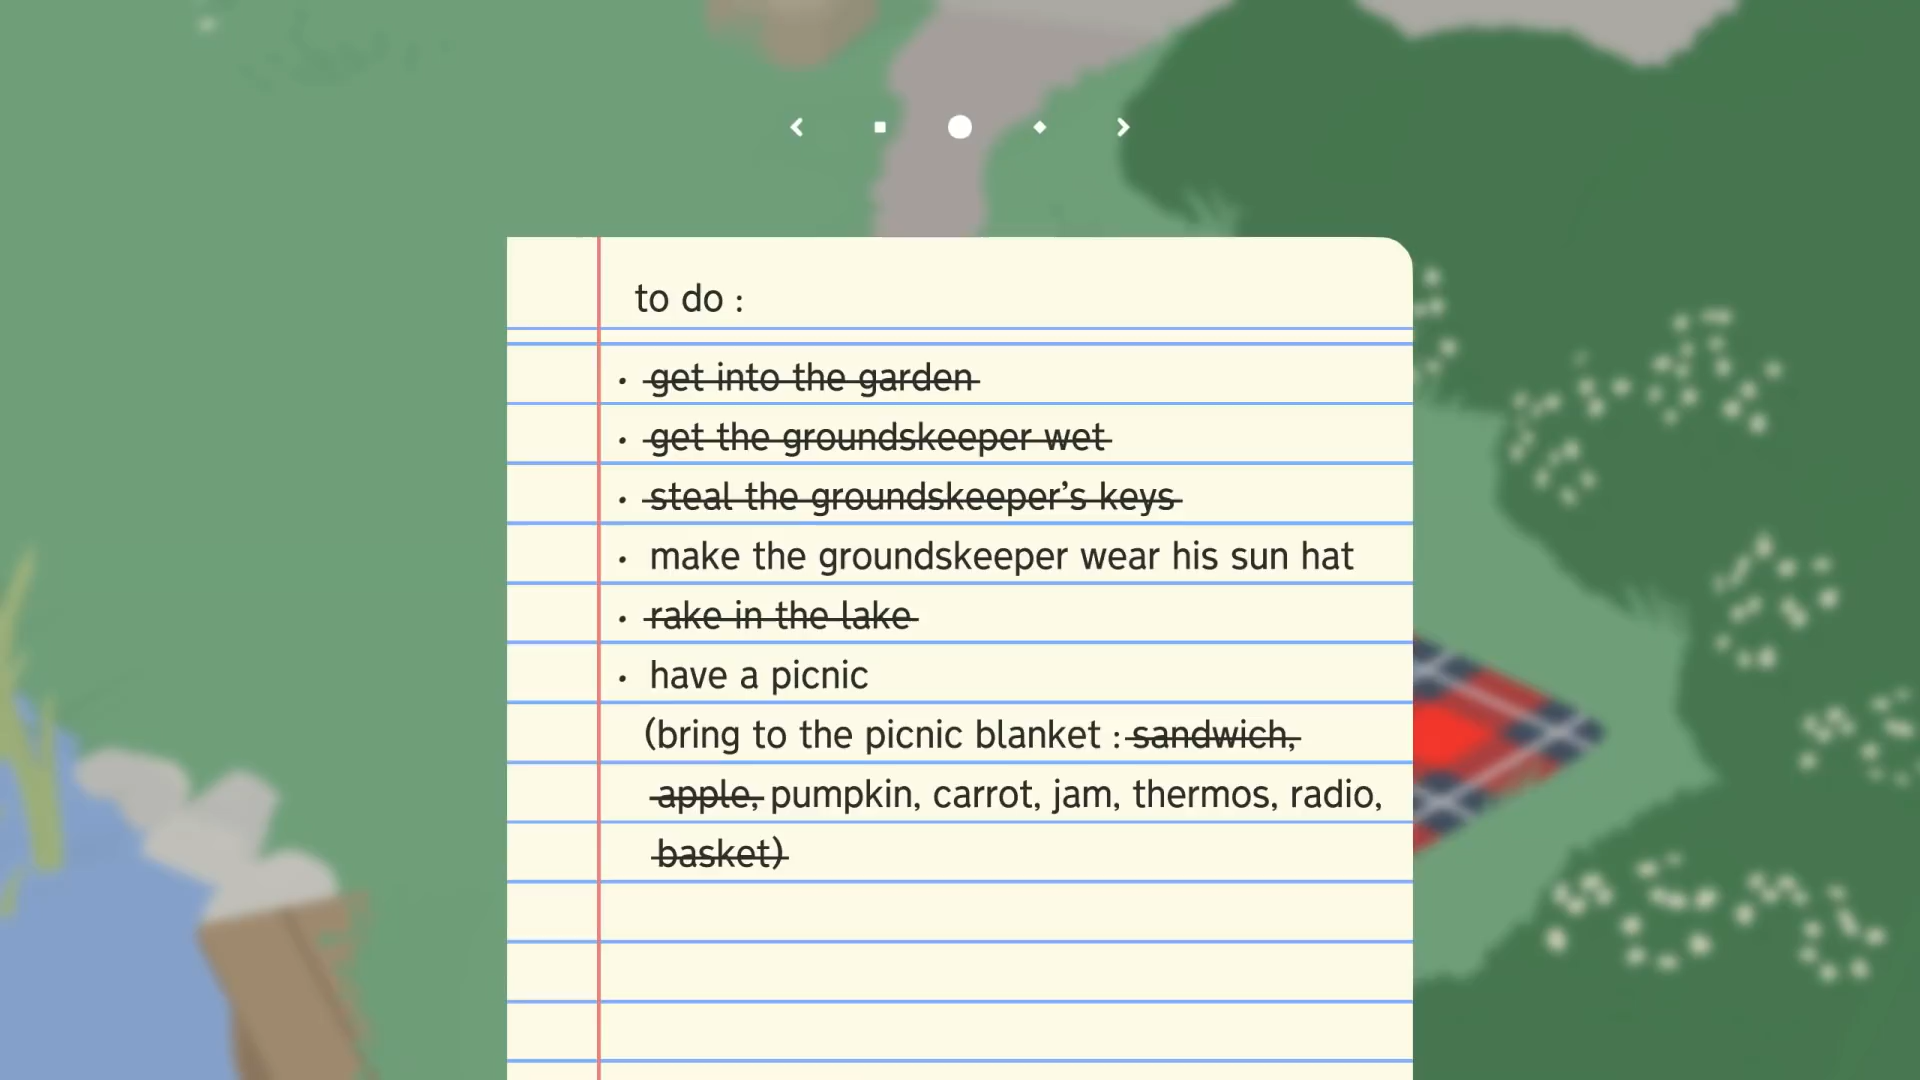 to do :
• get into the garden
• get the groundskeeper wet
• steal the groundskeeper’s keys
• make the groundskeeper wear his sun hat
• rake in the lake
• have a picnic
(bring to the picnic blanket : sandwich,
apple, pumpkin, carrot, jam, thermos, radio,
basket)